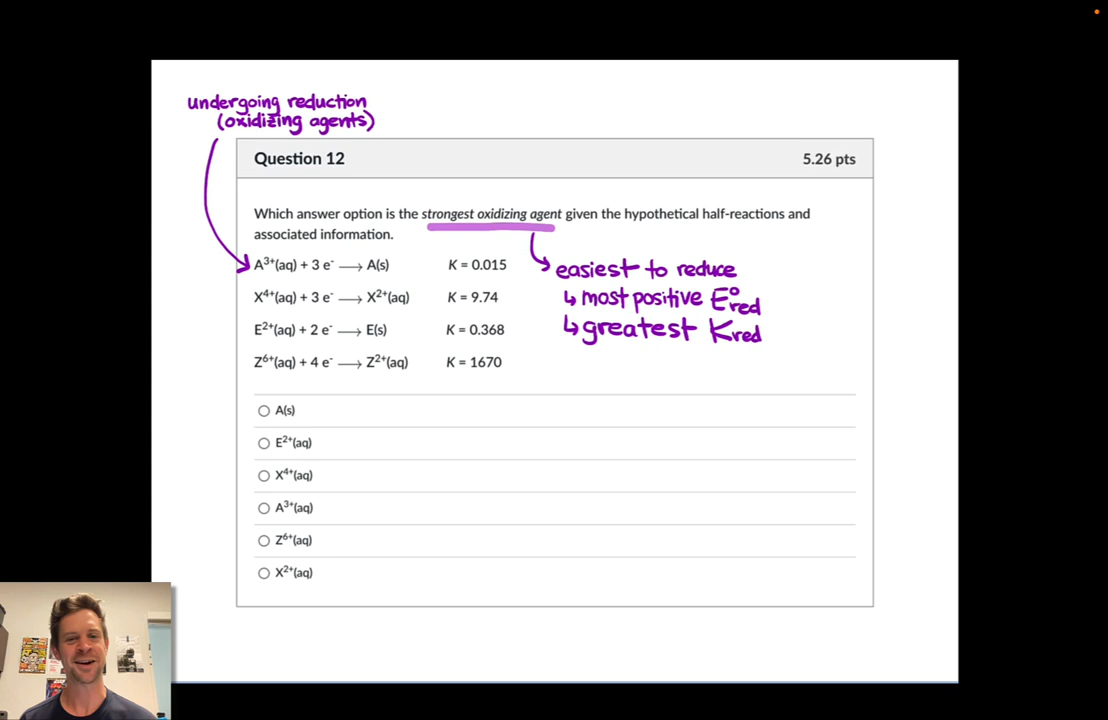 undergoing reduction
(oxidizing agents)
Question 12
5.26 pts
Which answer option is the strongest oxidizing agent given the hypothetical half-reactions and
associated information.
A³⁺(aq) + 3 e⁻ ⟶ A(s) K = 0.015
X⁴⁺(aq) + 3 e⁻ ⟶ X²⁺(aq) K = 9.74
E²⁺(aq) + 2 e⁻ ⟶ E(s) K = 0.368
Z⁶⁺(aq) + 4 e⁻ ⟶ Z²⁺(aq) K = 1670
easiest to reduce
↳ most positive E°red
↳ greatest Kred
A(s)
E²⁺(aq)
X⁴⁺(aq)
A³⁺(aq)
Z⁶⁺(aq)
X²⁺(aq)